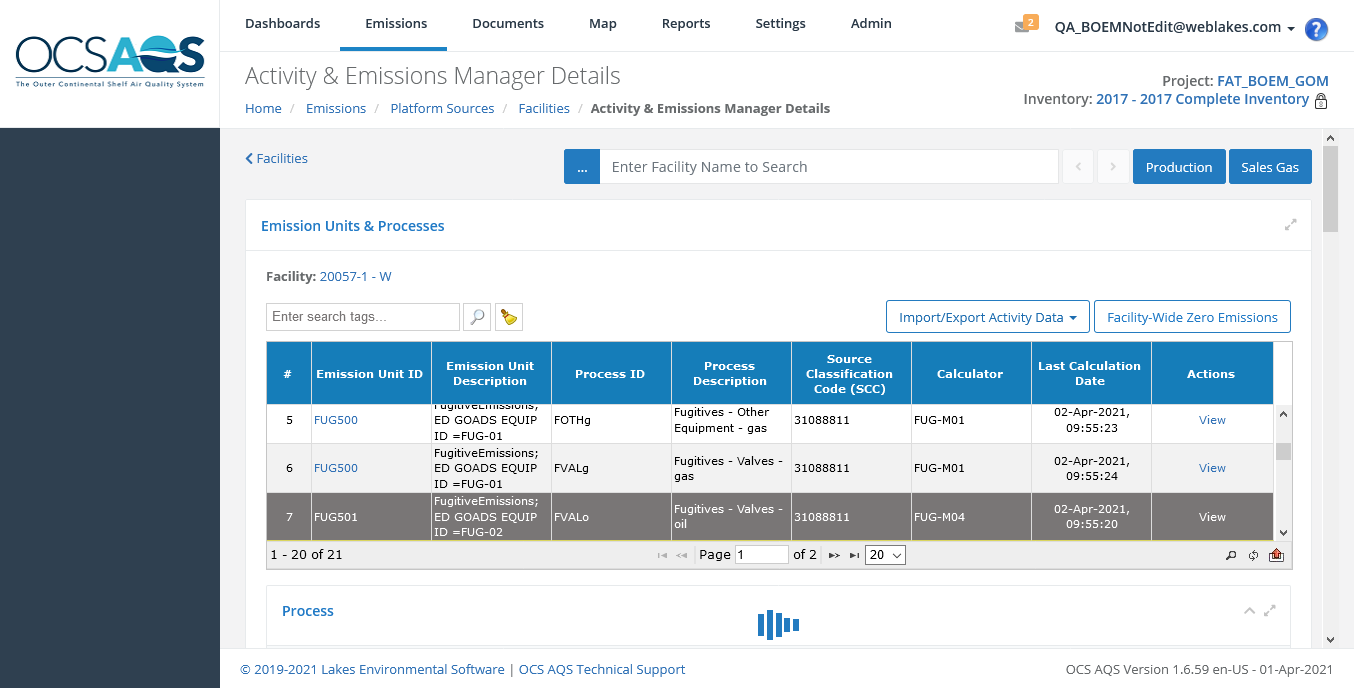 Dashboards Emissions Documents Map Reports Settings Admin 2 QA_BOEMNotEdit@weblakes.com ?
OCSAQS
The Outer Continental Shelf Air Quality System
Activity & Emissions Manager Details
Project: FAT_BOEM_GOM
Inventory: 2017 - 2017 Complete Inventory
Home / Emissions / Platform Sources / Facilities / Activity & Emissions Manager Details
Facilities ... Enter Facility Name to Search Production Sales Gas
Emission Units & Processes
Facility: 20057-1 - W
Enter search tags... Import/Export Activity Data Facility-Wide Zero Emissions
# Emission Unit ID Emission Unit Description Process ID Process Description Source Classification Code (SCC) Calculator Last Calculation Date Actions
5 FUG500 FugitiveEmissions; ED GOADS EQUIP ID =FUG-01 FOTHg Fugitives - Other Equipment - gas 31088811 FUG-M01 02-Apr-2021, 09:55:23 View
6 FUG500 FugitiveEmissions; ED GOADS EQUIP ID =FUG-01 FVALg Fugitives - Valves - gas 31088811 FUG-M01 02-Apr-2021, 09:55:24 View
7 FUG501 FugitiveEmissions; ED GOADS EQUIP ID =FUG-02 FVALo Fugitives - Valves - oil 31088811 FUG-M04 02-Apr-2021, 09:55:20 View
1 - 20 of 21 Page 1 of 2 20
Process
© 2019-2021 Lakes Environmental Software | OCS AQS Technical Support OCS AQS Version 1.6.59 en-US - 01-Apr-2021